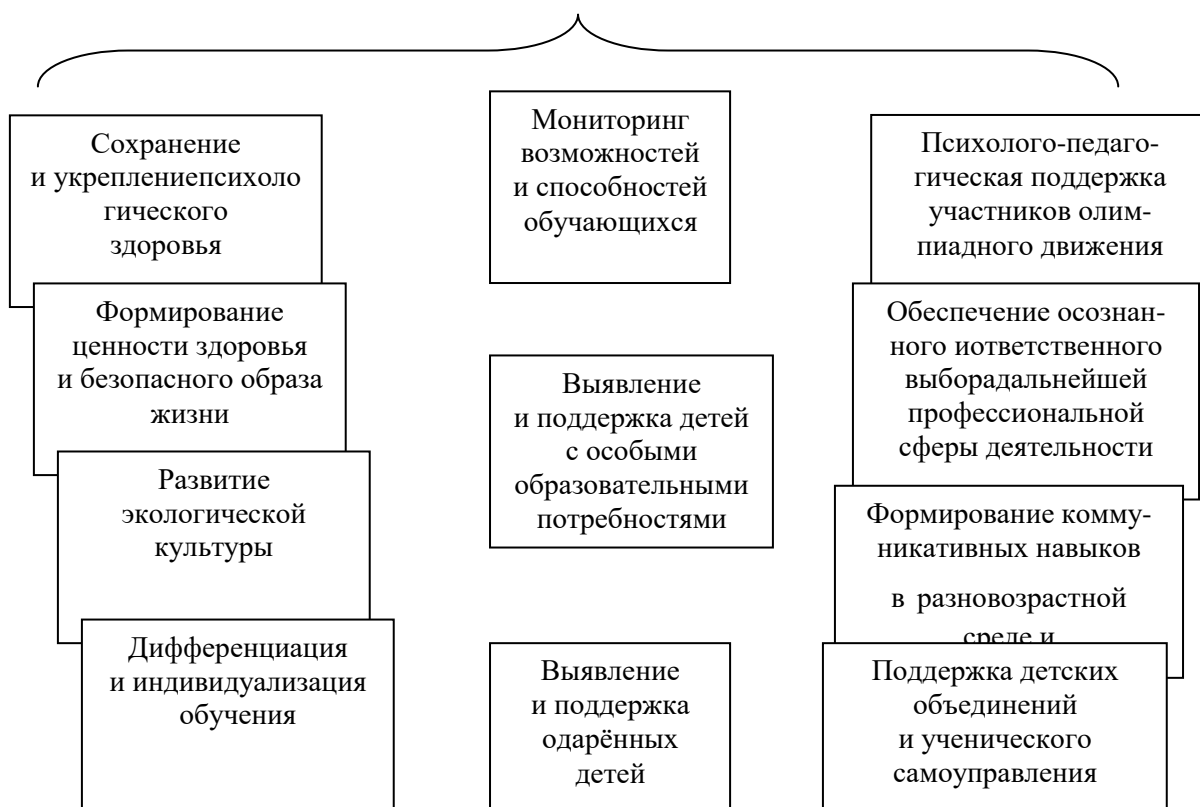 Сохранение
и укреплениепсихоло
гического
здоровья
Формирование
ценности здоровья
и безопасного образа
жизни
Развитие
экологической
культуры
Дифференциация
и индивидуализация
обучения
Мониторинг
возможностей
и способностей
обучающихся
Выявление
и поддержка детей
с особыми
образовательными
потребностями
Выявление
и поддержка
одарённых
детей
Психолого-педаго-
гическая поддержка
участников олим-
пиадного движения
Обеспечение осознан-
ного иответственного
выборадальнейшей
профессиональной
сферы деятельности
Формирование комму-
никативных навыков
в разновозрастной
среде и
Поддержка детских
объединений
и ученического
самоуправления